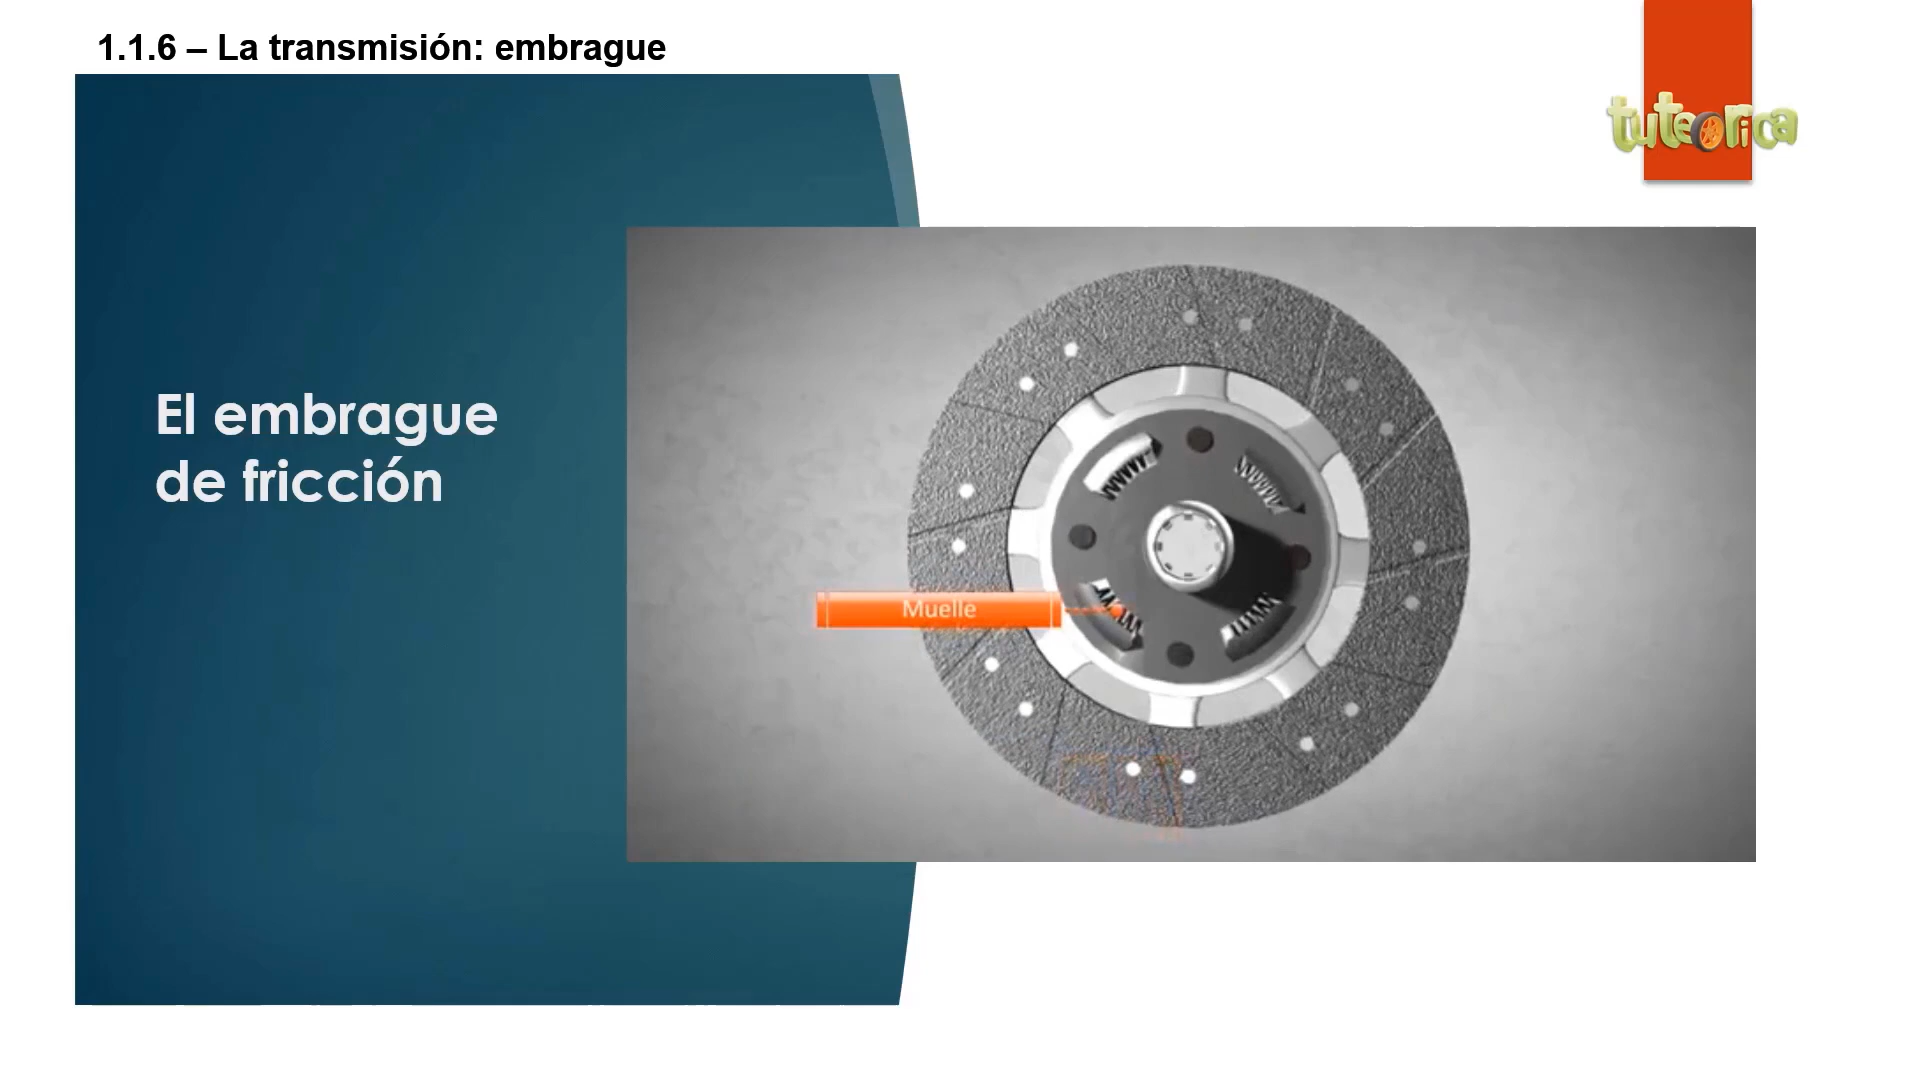 1.1.6 – La transmisión: embrague
tuteorica
El embrague
de fricción
Muelle